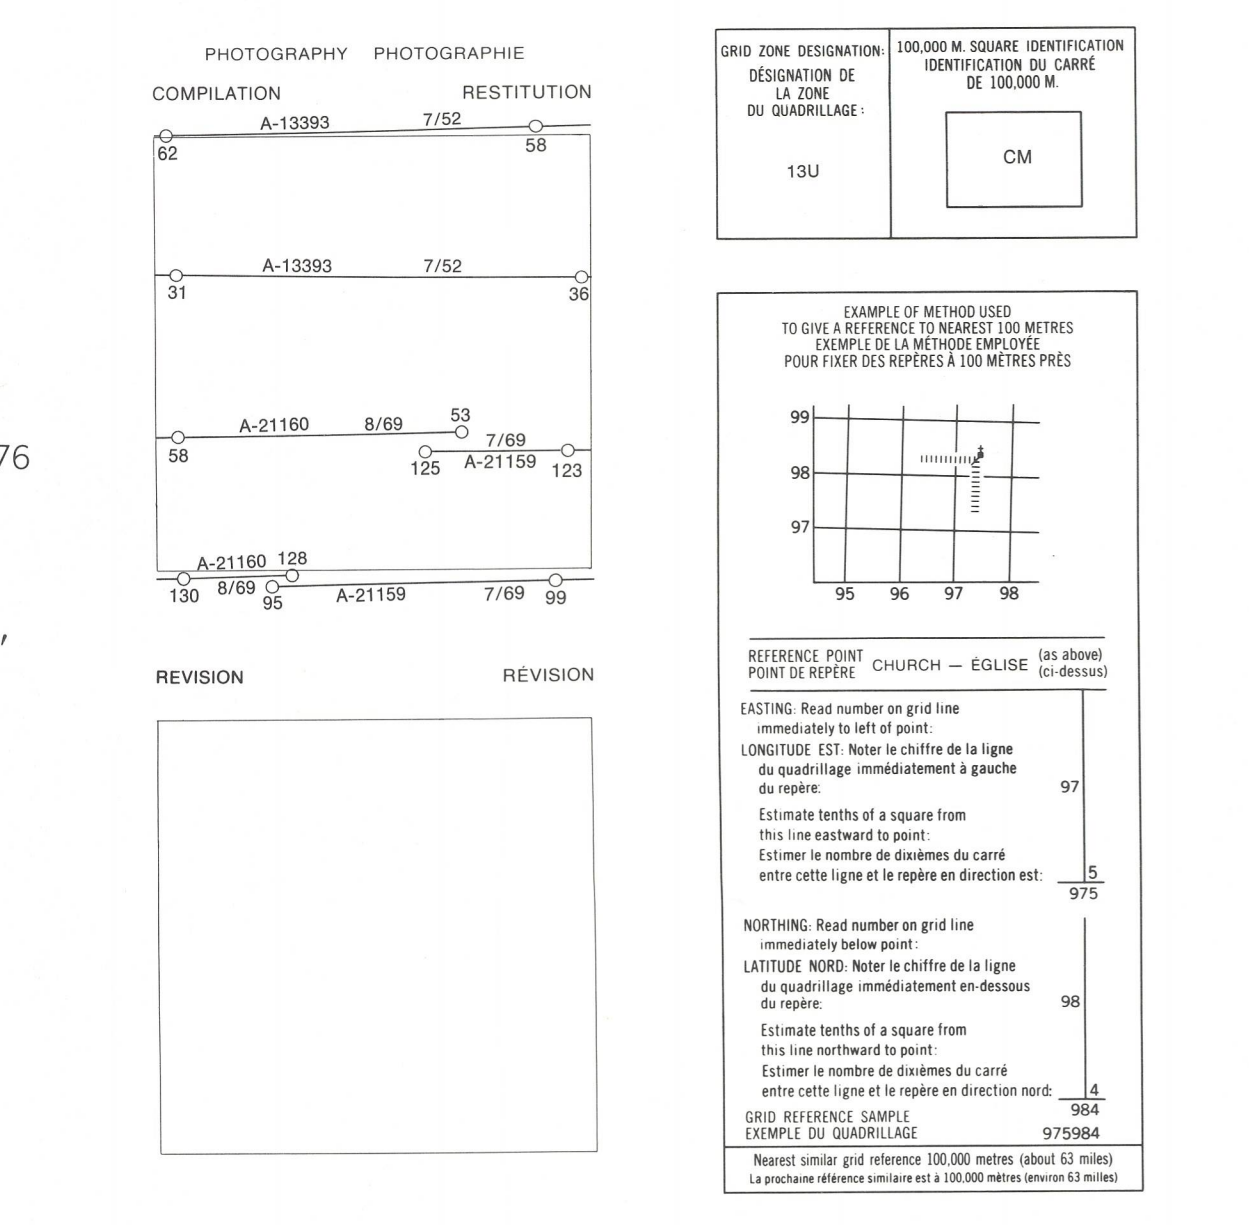 PHOTOGRAPHY PHOTOGRAPHIE
COMPILATION RESTITUTION
A-13393 7/52
62 58
A-13393 7/52
31 36
53
A-21160 8/69
7/69
58
125 A-21159 123
A-21160 128
130 8/69 95 A-21159 7/69 99
76
REVISION RÉVISION
GRID ZONE DESIGNATION:
DÉSIGNATION DE
LA ZONE
DU QUADRILLAGE:
13U
100,000 M. SQUARE IDENTIFICATION
IDENTIFICATION DU CARRÉ
DE 100,000 M.
CM
EXAMPLE OF METHOD USED
TO GIVE A REFERENCE TO NEAREST 100 METRES
EXEMPLE DE LA MÉTHODE EMPLOYÉE
POUR FIXER DES REPÈRES À 100 MÈTRES PRÈS
99
98
97
95 96 97 98
REFERENCE POINT
POINT DE REPÈRE
CHURCH — ÉGLISE
(as above)
(ci-dessus)
EASTING: Read number on grid line
immediately to left of point:
LONGITUDE EST: Noter le chiffre de la ligne
du quadrillage immédiatement à gauche
du repère: 97
Estimate tenths of a square from
this line eastward to point:
Estimer le nombre de dixièmes du carré
entre cette ligne et le repère en direction est: 5
975
NORTHING: Read number on grid line
immediately below point:
LATITUDE NORD: Noter le chiffre de la ligne
du quadrillage immédiatement en-dessous
du repère: 98
Estimate tenths of a square from
this line northward to point:
Estimer le nombre de dixièmes du carré
entre cette ligne et le repère en direction nord: 4
984
GRID REFERENCE SAMPLE
EXEMPLE DU QUADRILLAGE 975984
Nearest similar grid reference 100,000 metres (about 63 miles)
La prochaine référence similaire est à 100,000 mètres (environ 63 milles)